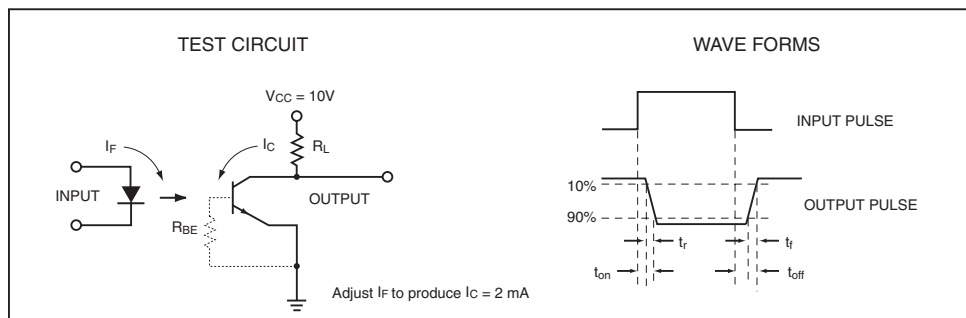 TEST CIRCUIT
WAVE FORMS
VCC = 10V
IF
IC
RL
INPUT
OUTPUT
RBE
Adjust IF to produce IC = 2 mA
INPUT PULSE
10%
90%
OUTPUT PULSE
tr
tf
ton
toff